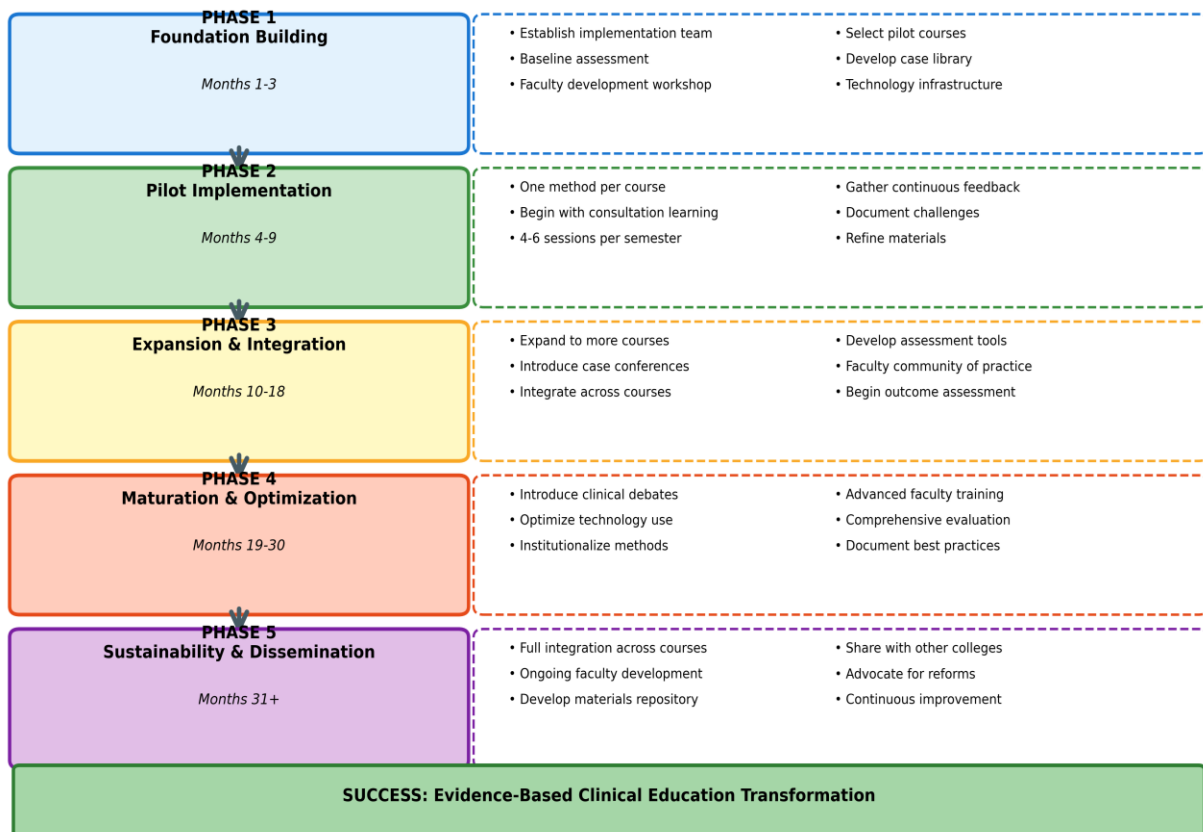 PHASE 1
Foundation Building
Months 1-3
• Establish implementation team
• Baseline assessment
• Faculty development workshop
• Select pilot courses
• Develop case library
• Technology infrastructure
PHASE 2
Pilot Implementation
Months 4-9
• One method per course
• Begin with consultation learning
• 4-6 sessions per semester
• Gather continuous feedback
• Document challenges
• Refine materials
PHASE 3
Expansion & Integration
Months 10-18
• Expand to more courses
• Introduce case conferences
• Integrate across courses
• Develop assessment tools
• Faculty community of practice
• Begin outcome assessment
PHASE 4
Maturation & Optimization
Months 19-30
• Introduce clinical debates
• Optimize technology use
• Institutionalize methods
• Advanced faculty training
• Comprehensive evaluation
• Document best practices
PHASE 5
Sustainability & Dissemination
Months 31+
• Full integration across courses
• Ongoing faculty development
• Develop materials repository
• Share with other colleges
• Advocate for reforms
• Continuous improvement
SUCCESS: Evidence-Based Clinical Education Transformation